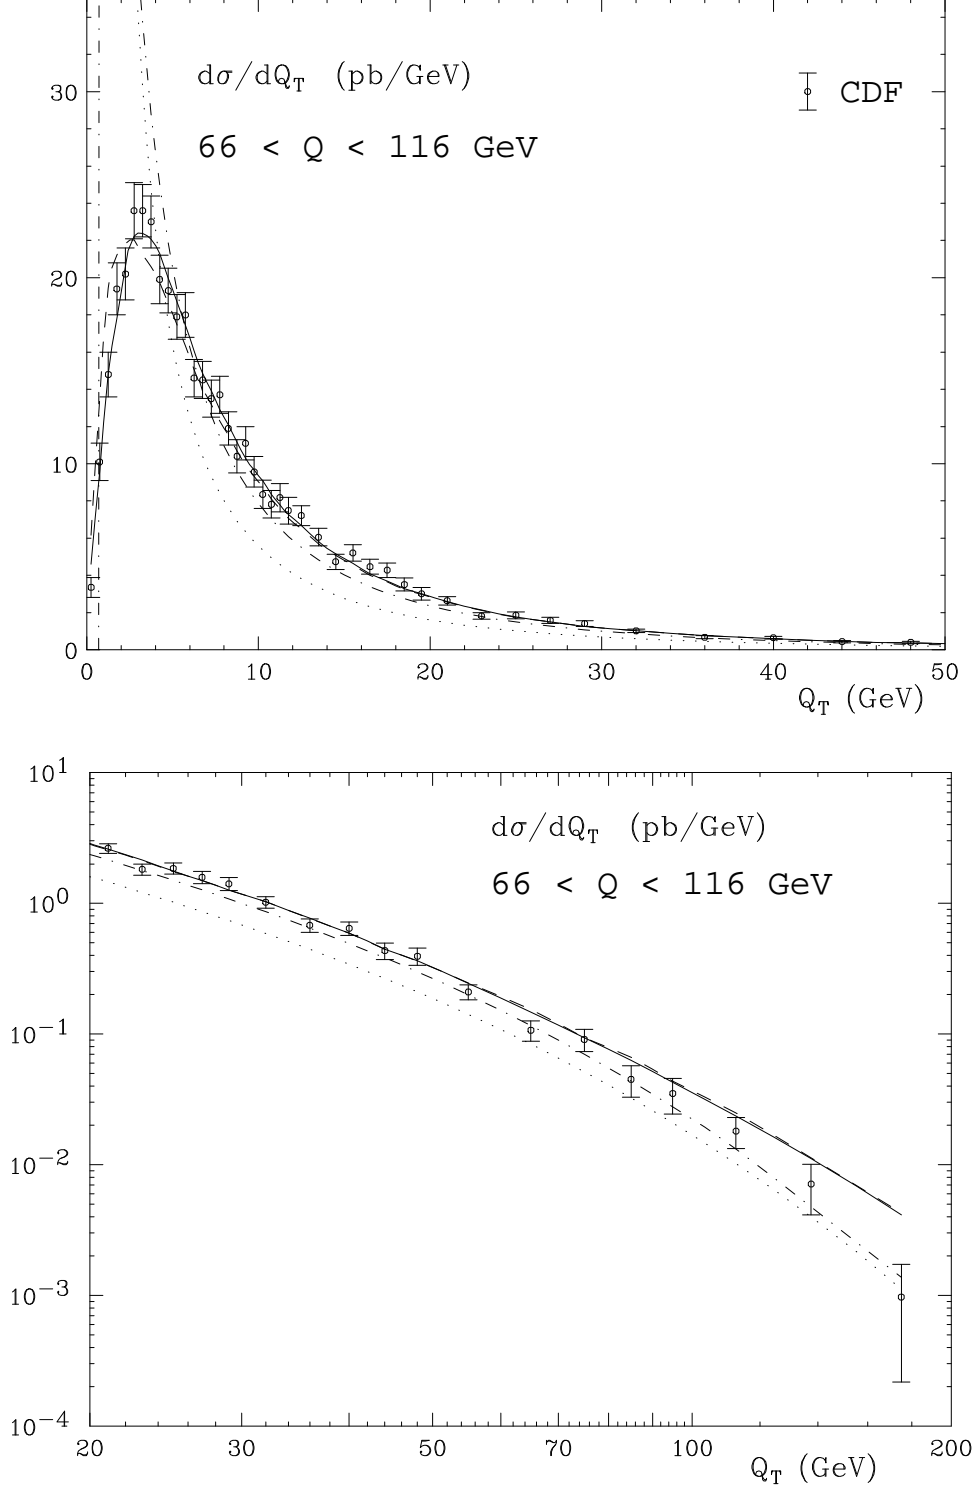 dσ/dQ_T (pb/GeV)
CDF
66 < Q < 116 GeV
30
20
10
0
0 10 20 30 40 50
Q_T (GeV)
10^1
dσ/dQ_T (pb/GeV)
66 < Q < 116 GeV
10^0
10^−1
10^−2
10^−3
10^−4
20 30 50 70 100 200
Q_T (GeV)